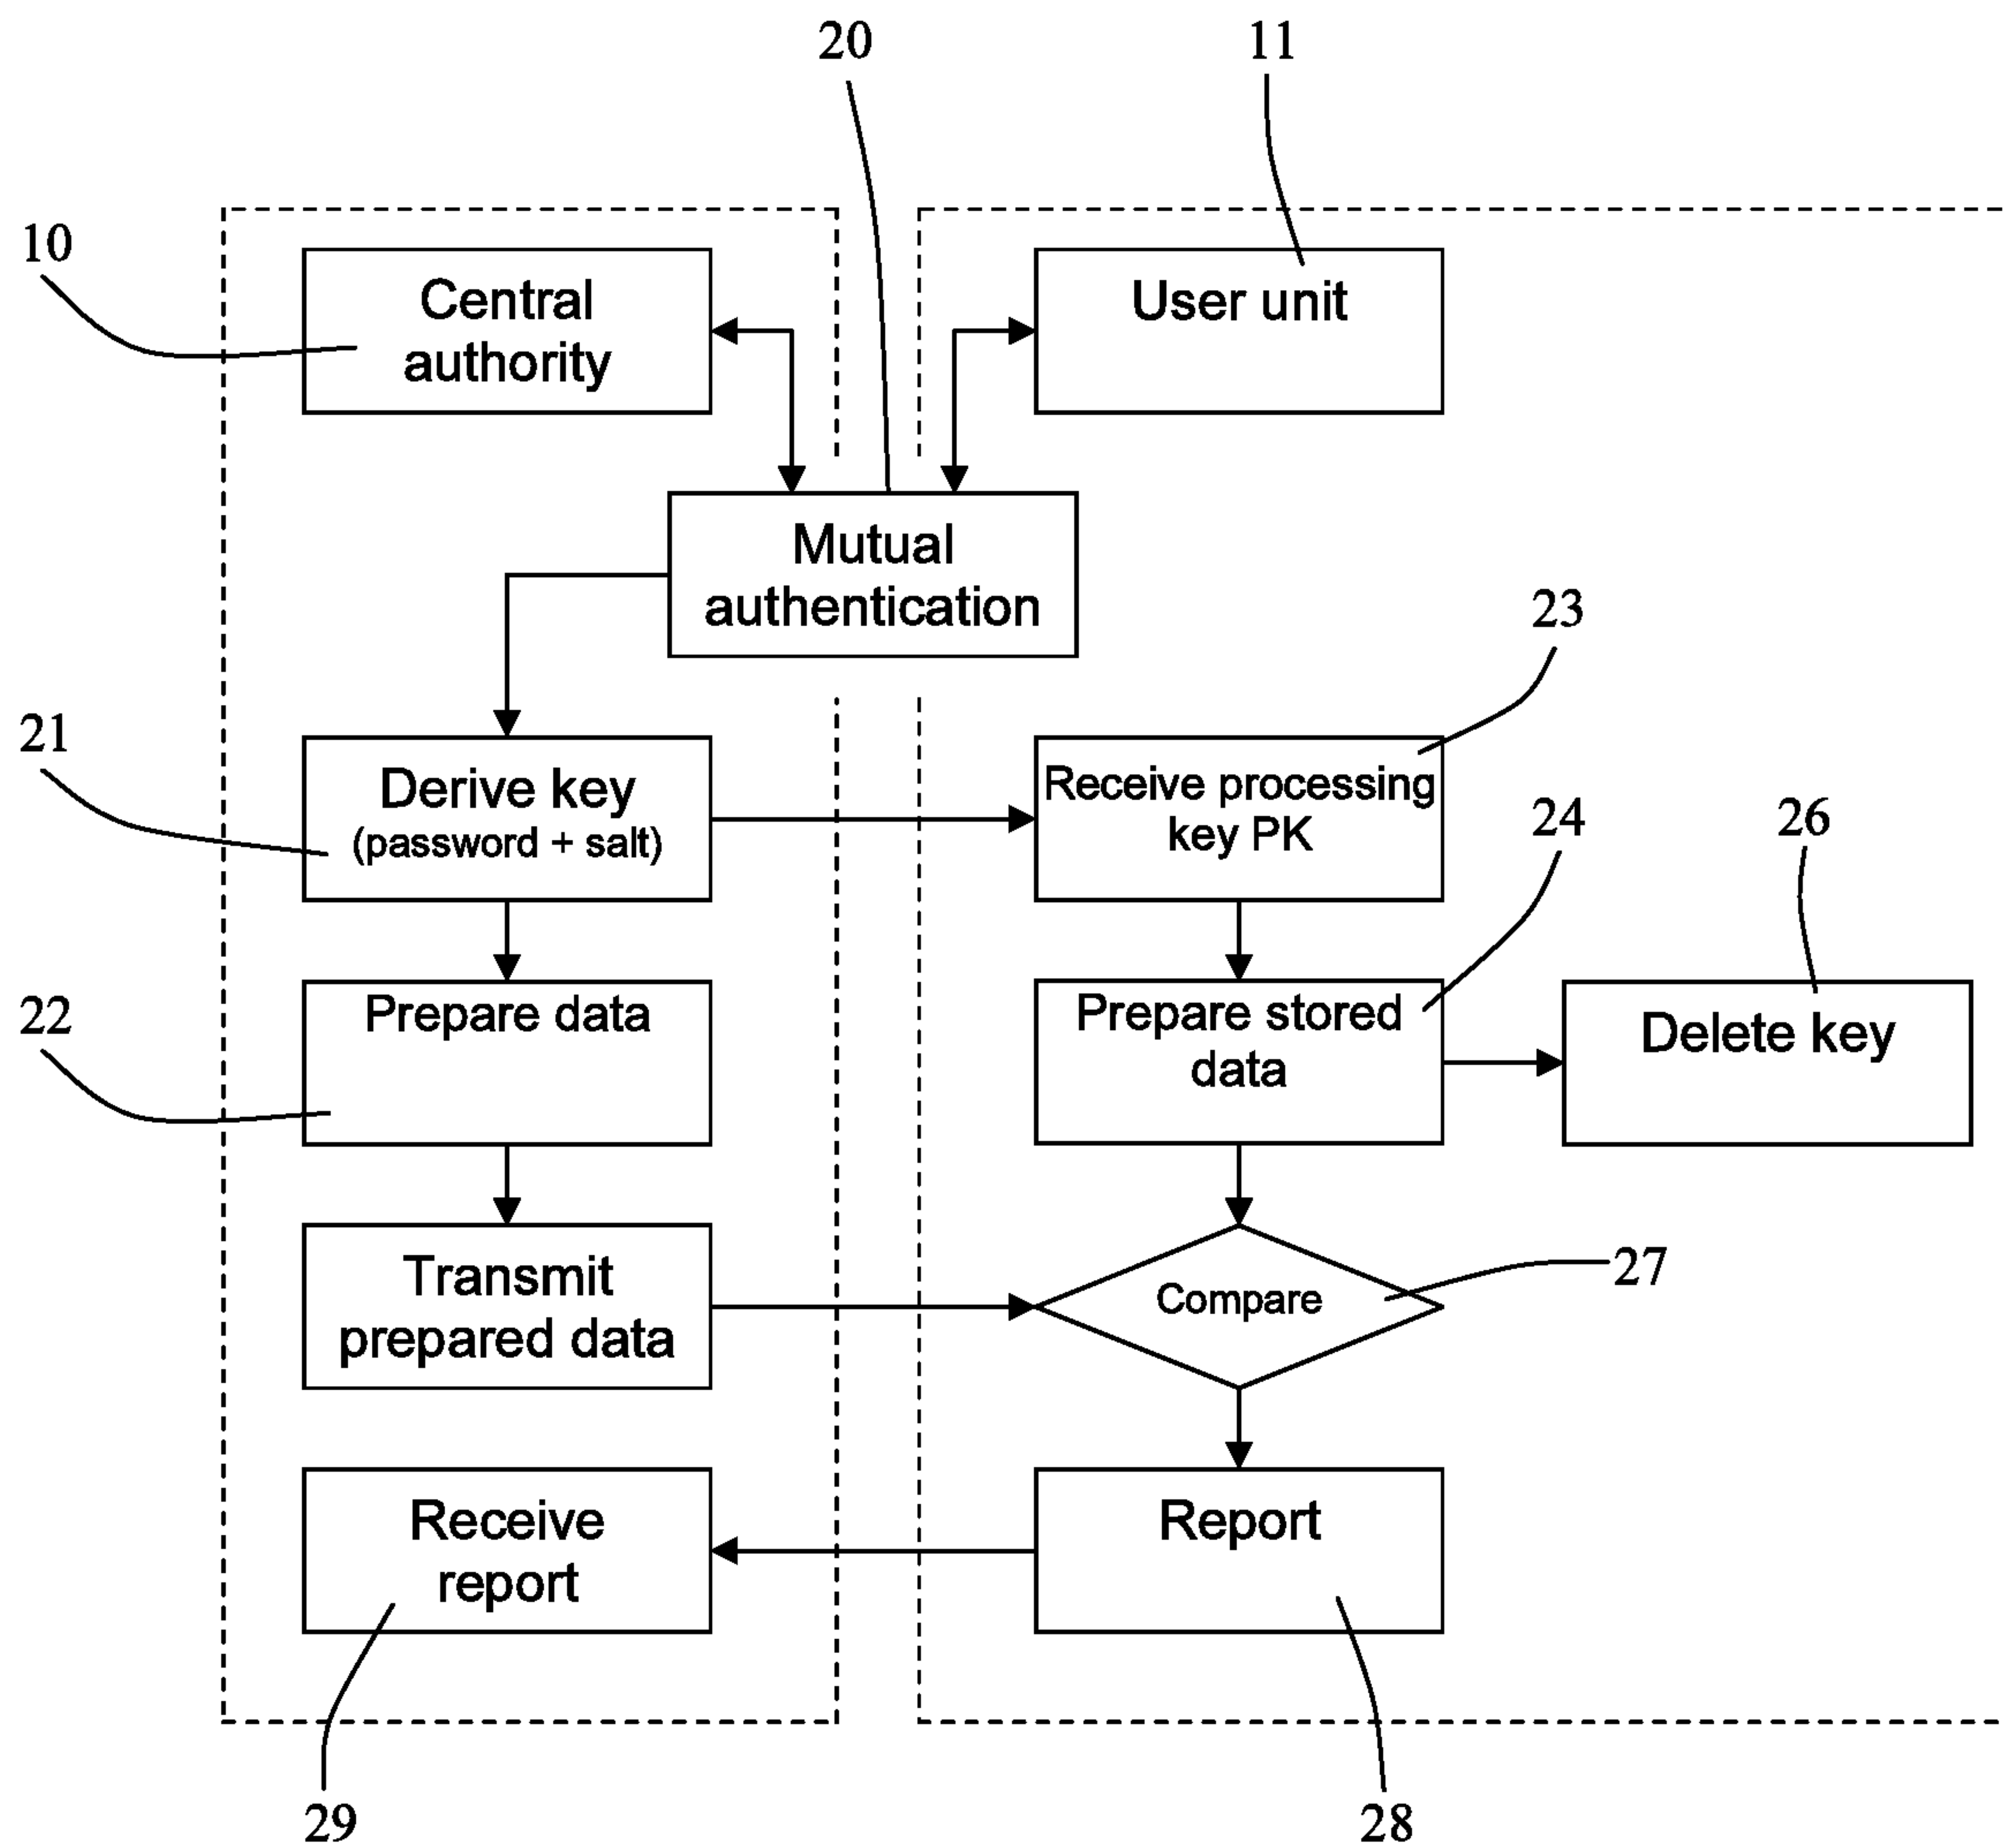 20
11
10
Central
authority
User unit
Mutual
authentication
23
21
Derive key
(password + salt)
Receive processing
key PK
24
26
22
Prepare data
Prepare stored
data
Delete key
Transmit
prepared data
Compare
27
Receive
report
Report
29
28